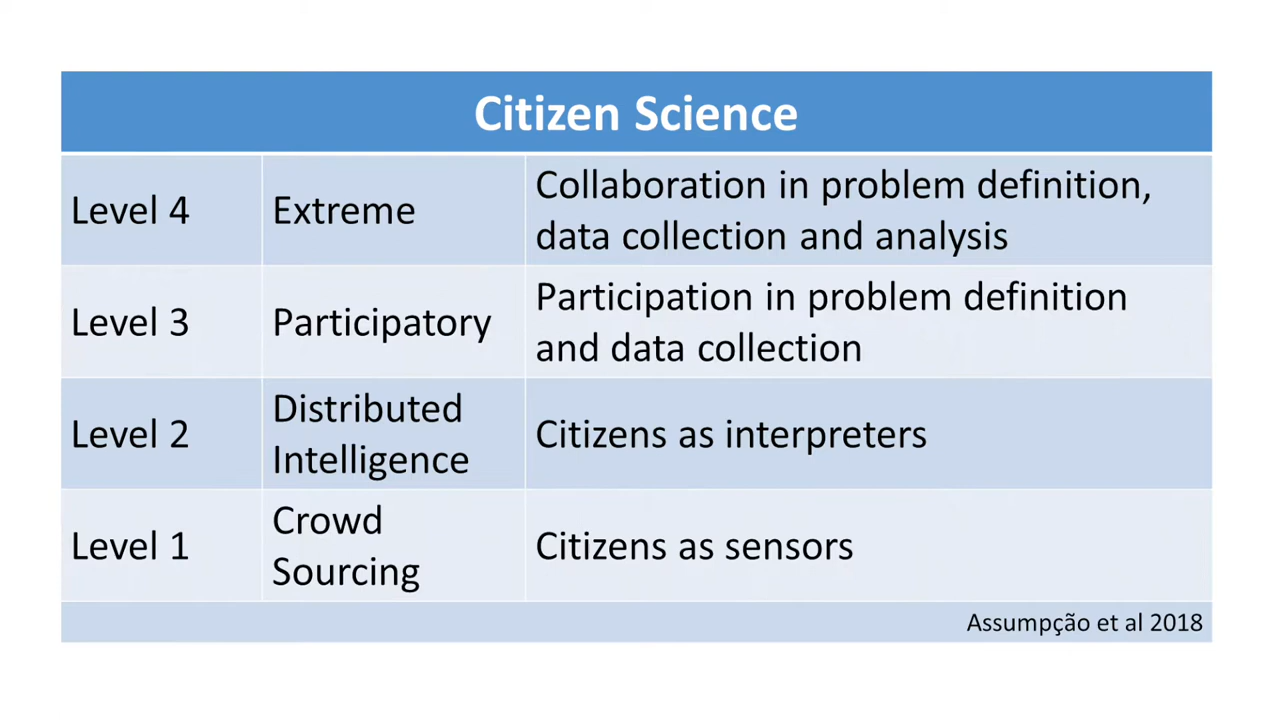 Citizen Science
Level 4
Extreme
Collaboration in problem definition,
data collection and analysis
Level 3
Participatory
Participation in problem definition
and data collection
Level 2
Distributed
Intelligence
Citizens as interpreters
Level 1
Crowd
Sourcing
Citizens as sensors
Assumpção et al 2018